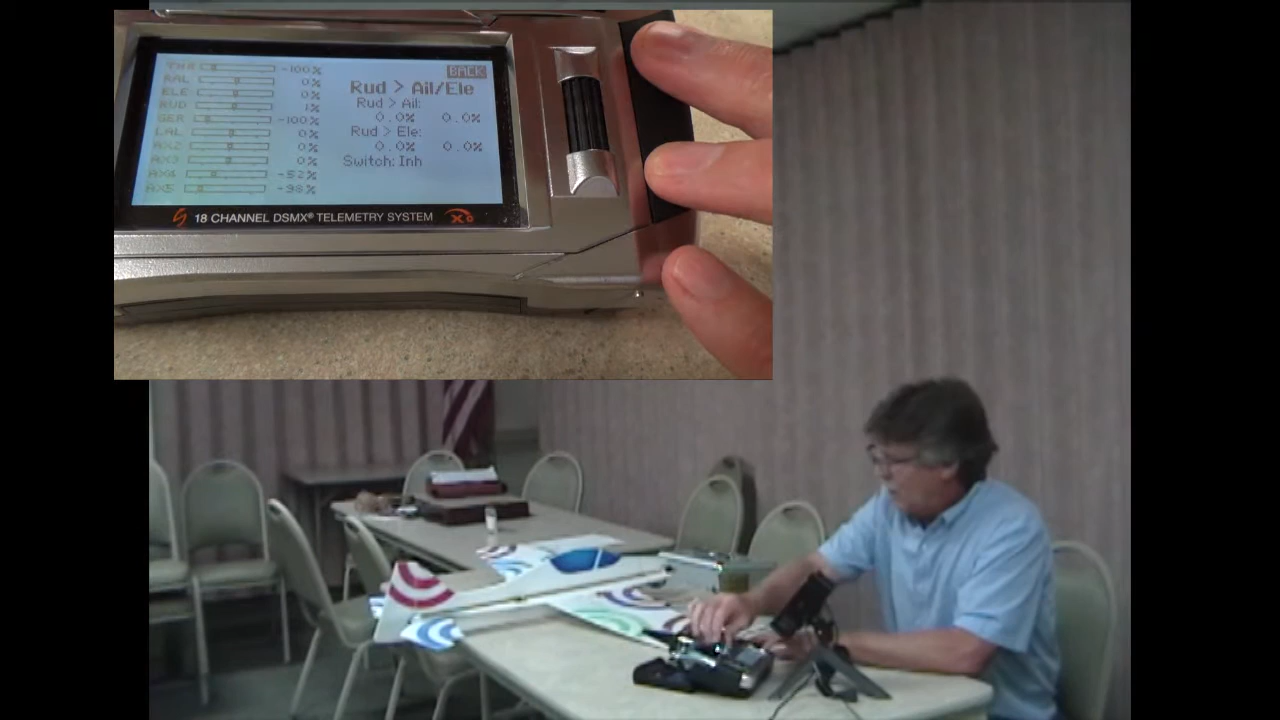 THR -100%
RAL 0%
ELE 0%
RUD 1%
GER -100%
LAL 0%
AX2 0%
AX3 0%
AX4 -52%
AX5 -98%
BACK
Rud > Ail/Ele
Rud > Ail:
0.0% 0.0%
Rud > Ele:
0.0% 0.0%
Switch: Inh
18 CHANNEL DSMX® TELEMETRY SYSTEM